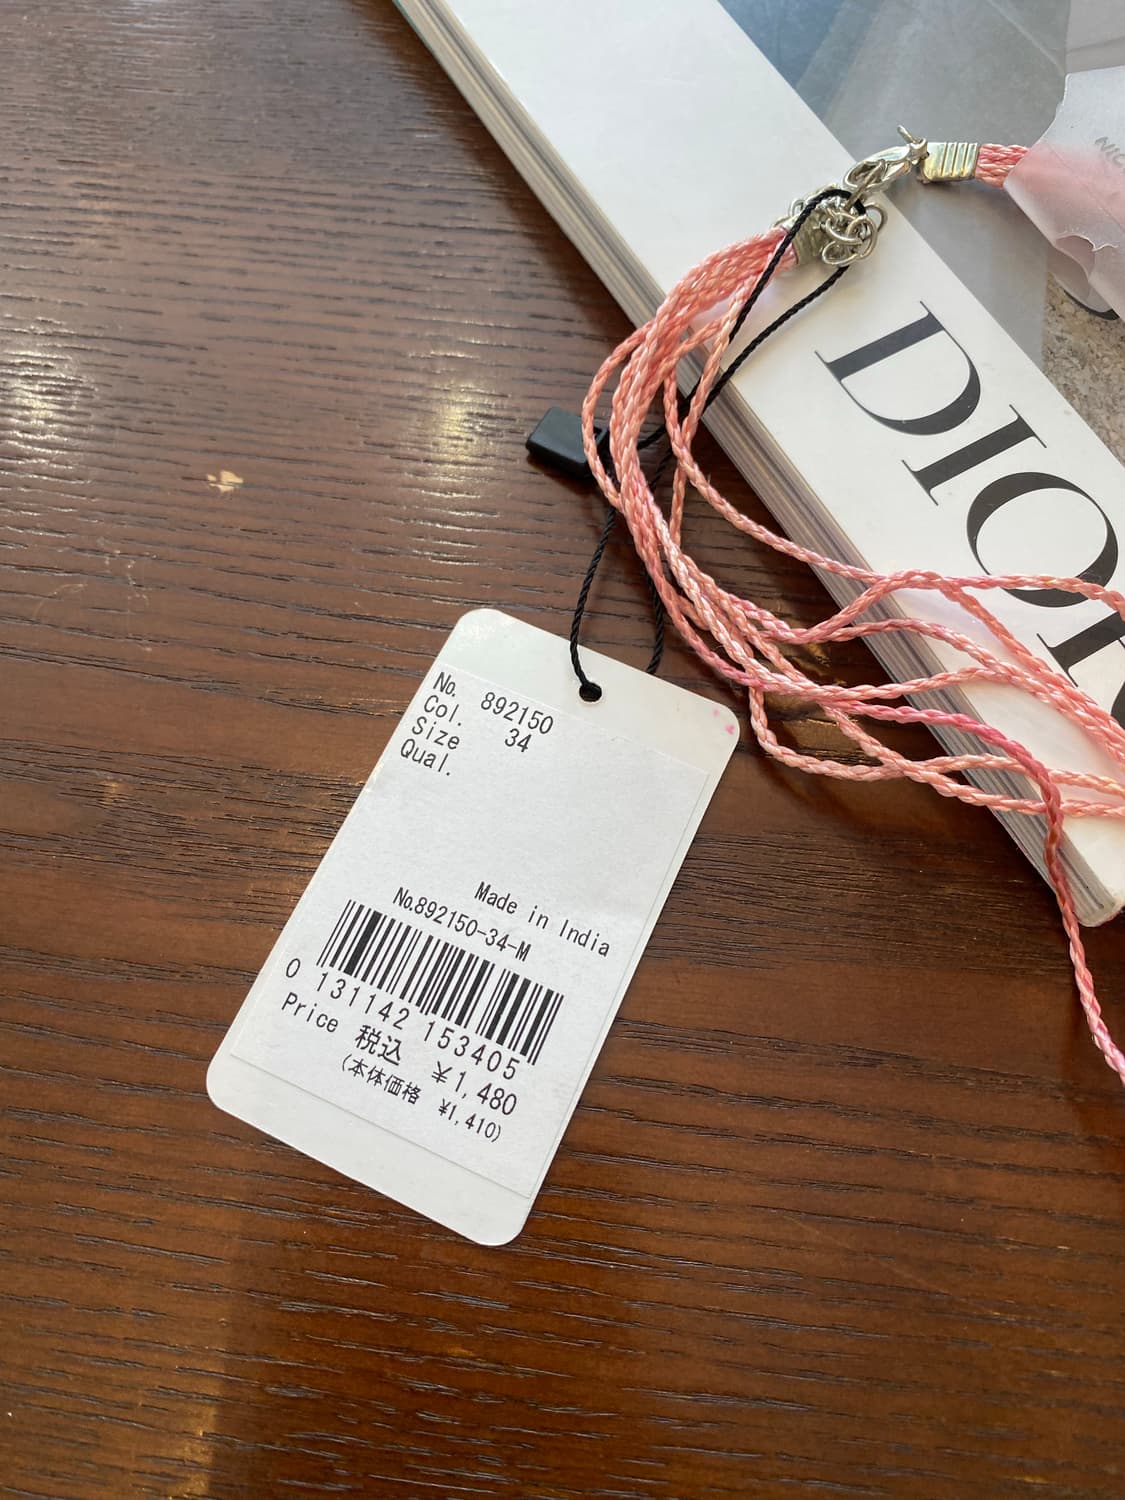 DIOR
No. 892150
Col. 34
Size
Qual.
Made in India
No.892150-34-M
0 131142 153405
Price 税込 ¥1,480
(本体価格 ¥1,410)